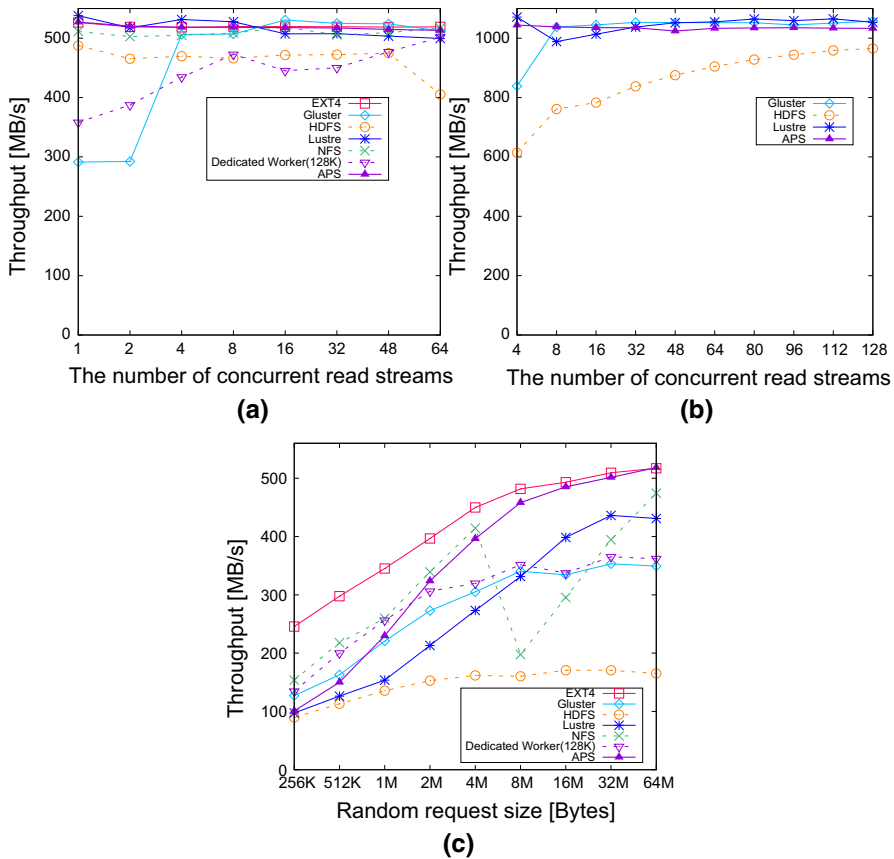 500
400
300
200
100
0
Throughput [MB/s]
EXT4
Gluster
HDFS
Lustre
NFS
Dedicated Worker(128K)
APS
1 2 4 8 16 32 48 64
The number of concurrent read streams
(a)
1000
800
600
400
200
0
Throughput [MB/s]
Gluster
HDFS
Lustre
APS
4 8 16 32 48 64 80 96 112 128
The number of concurrent read streams
(b)
500
400
300
200
100
0
Throughput [MB/s]
EXT4
Gluster
HDFS
Lustre
NFS
Dedicated Worker(128K)
APS
256K 512K 1M 2M 4M 8M 16M 32M 64M
Random request size [Bytes]
(c)